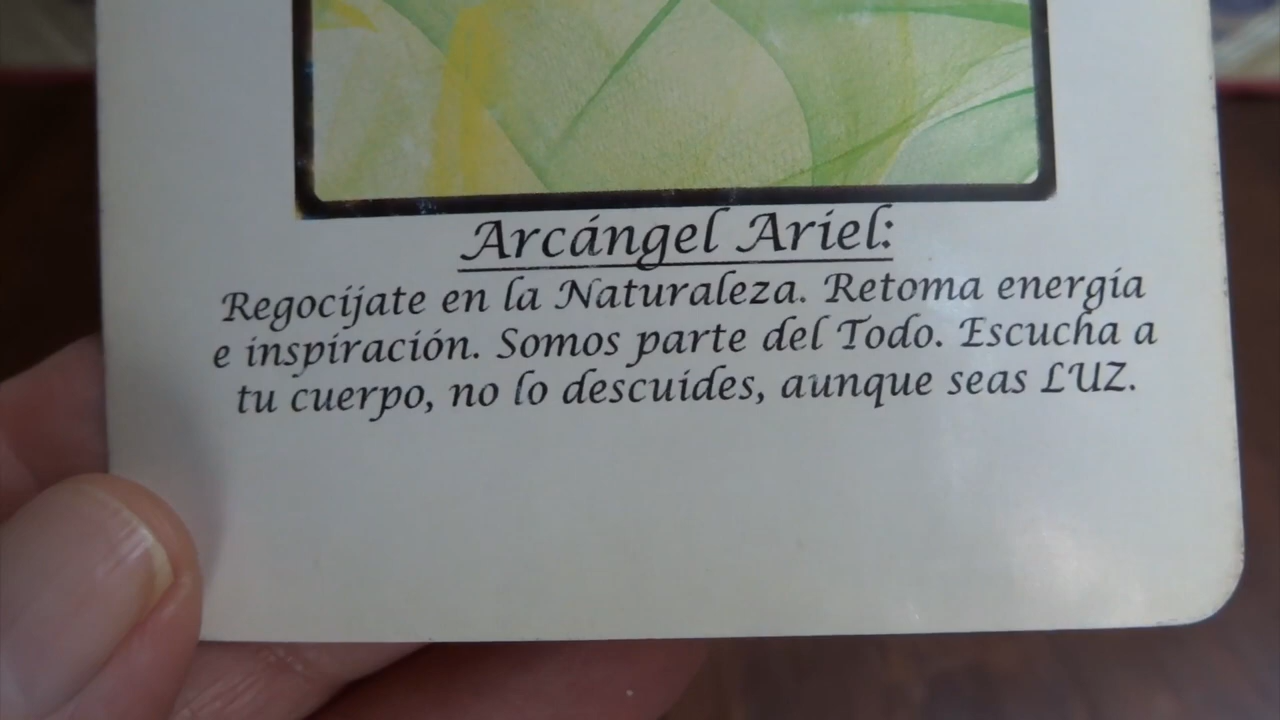 Arcángel Ariel:
Regocíjate en la Naturaleza. Retoma energía
e inspiración. Somos parte del Todo. Escucha a
tu cuerpo, no lo descuides, aunque seas LUZ.